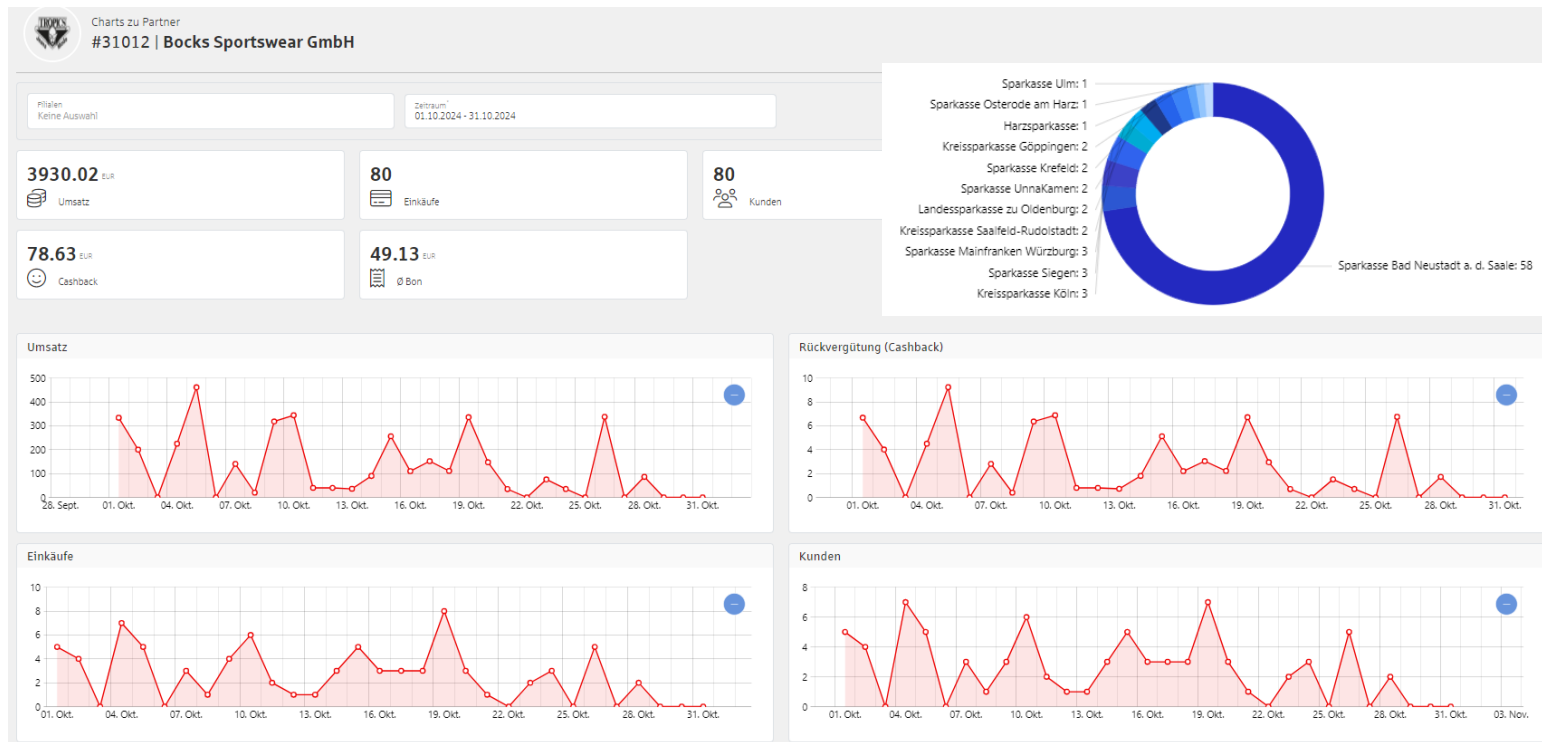 TROPICS
Charts zu Partner
#31012 | Bocks Sportswear GmbH
Filialen
Keine Auswahl
Zeitraum*
01.10.2024 - 31.10.2024
3930.02 EUR
Umsatz
80
Einkäufe
80
Kunden
78.63 EUR
Cashback
49.13 EUR
Ø Bon
Sparkasse Ulm: 1
Sparkasse Osterode am Harz: 1
Harzsparkasse: 1
Kreissparkasse Göppingen: 2
Sparkasse Krefeld: 2
Sparkasse UnnaKamen: 2
Landessparkasse zu Oldenburg: 2
Kreissparkasse Saalfeld-Rudolstadt: 2
Sparkasse Mainfranken Würzburg: 3
Sparkasse Siegen: 3
Kreissparkasse Köln: 3
Sparkasse Bad Neustadt a. d. Saale: 58
Umsatz
500
400
300
200
100
0
28. Sept. 01. Okt. 04. Okt. 07. Okt. 10. Okt. 13. Okt. 16. Okt. 19. Okt. 22. Okt. 25. Okt. 28. Okt. 31. Okt.
Rückvergütung (Cashback)
10
8
6
4
2
0
01. Okt. 04. Okt. 07. Okt. 10. Okt. 13. Okt. 16. Okt. 19. Okt. 22. Okt. 25. Okt. 28. Okt. 31. Okt.
Einkäufe
10
8
6
4
2
0
01. Okt. 04. Okt. 07. Okt. 10. Okt. 13. Okt. 16. Okt. 19. Okt. 22. Okt. 25. Okt. 28. Okt. 31. Okt.
Kunden
8
6
4
2
0
01. Okt. 04. Okt. 07. Okt. 10. Okt. 13. Okt. 16. Okt. 19. Okt. 22. Okt. 25. Okt. 28. Okt. 31. Okt. 03. Nov.